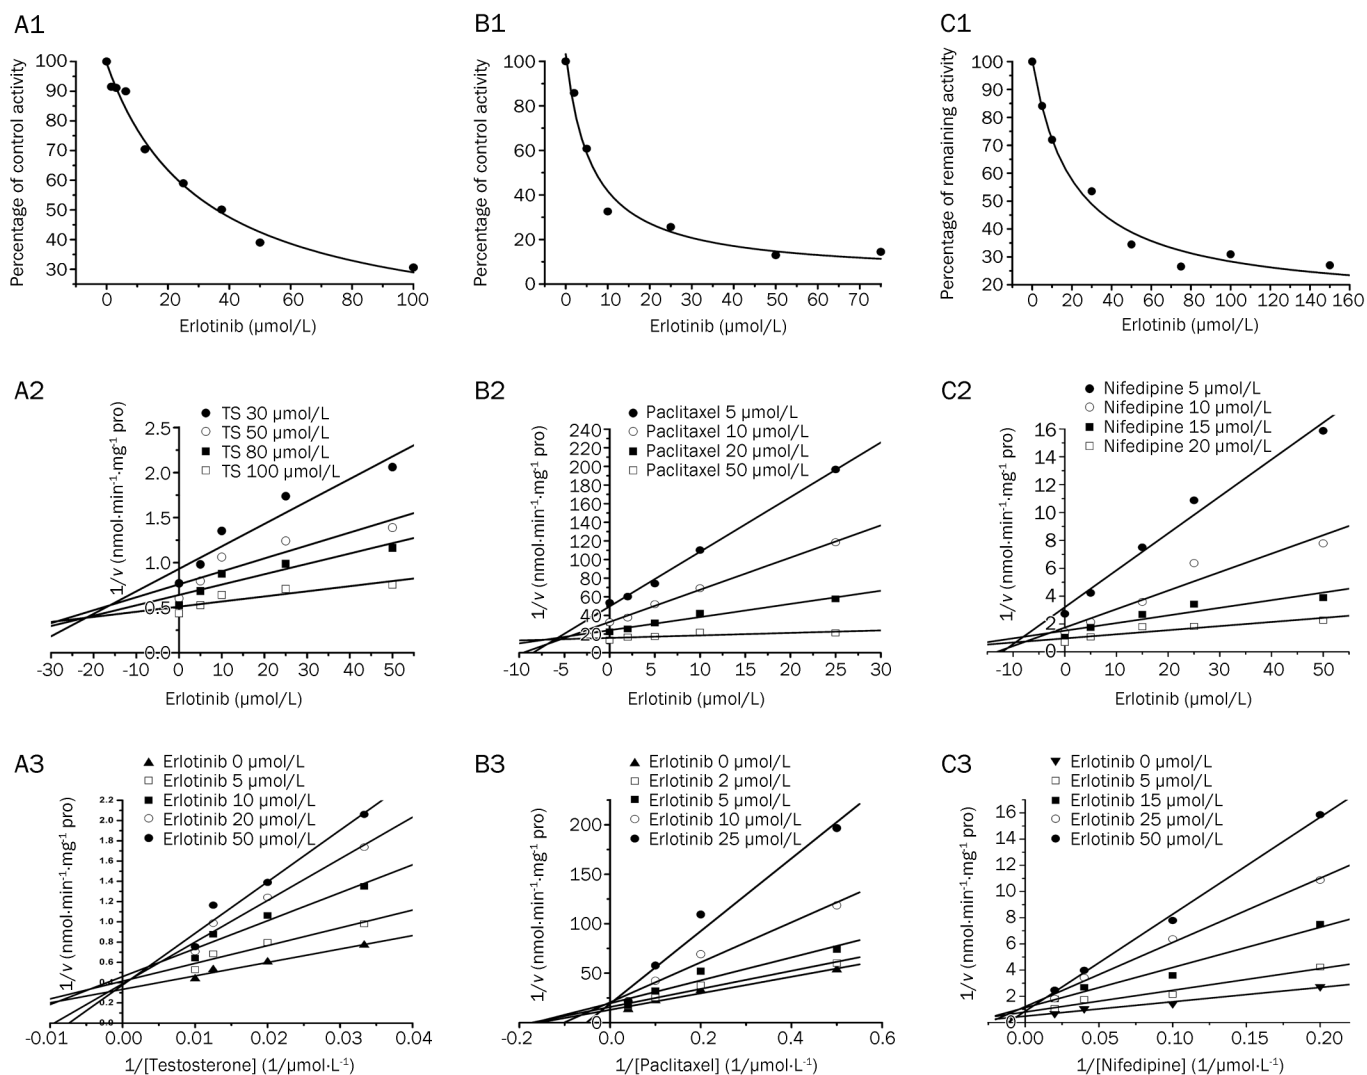 A1
Percentage of control activity
100
90
80
70
60
50
40
30
0 20 40 60 80 100
Erlotinib (µmol/L)
B1
Percentage of control activity
100
80
60
40
20
0
0 10 20 30 40 50 60 70
Erlotinib (µmol/L)
C1
Percentage of remaining activity
100
90
80
70
60
50
40
30
20
0 20 40 60 80 100 120 140 160
Erlotinib (µmol/L)
A2
TS 30 µmol/L
TS 50 µmol/L
TS 80 µmol/L
TS 100 µmol/L
1/v (nmol·min-1·mg-1 pro)
2.5
2.0
1.5
1.0
0.5
0.0
-30 -20 -10 0 10 20 30 40 50
Erlotinib (µmol/L)
B2
Paclitaxel 5 µmol/L
Paclitaxel 10 µmol/L
Paclitaxel 20 µmol/L
Paclitaxel 50 µmol/L
1/v (nmol·min-1·mg-1 pro)
240
220
200
180
160
140
120
100
80
60
40
20
0
-10 -5 0 5 10 15 20 25 30
Erlotinib (µmol/L)
C2
Nifedipine 5 µmol/L
Nifedipine 10 µmol/L
Nifedipine 15 µmol/L
Nifedipine 20 µmol/L
1/v (nmol·min-1·mg-1 pro)
16
14
12
10
8
6
4
2
0
-10 0 10 20 30 40 50
Erlotinib (µmol/L)
A3
Erlotinib 0 µmol/L
Erlotinib 5 µmol/L
Erlotinib 10 µmol/L
Erlotinib 20 µmol/L
Erlotinib 50 µmol/L
1/v (nmol·min-1·mg-1 pro)
2.2
2.0
1.8
1.6
1.4
1.2
1.0
0.8
0.6
0.4
0.2
0.0
-0.01 0.00 0.01 0.02 0.03 0.04
1/[Testosterone] (1/µmol·L-1)
B3
Erlotinib 0 µmol/L
Erlotinib 2 µmol/L
Erlotinib 5 µmol/L
Erlotinib 10 µmol/L
Erlotinib 25 µmol/L
1/v (nmol·min-1·mg-1 pro)
200
150
100
50
0
-0.2 0.0 0.2 0.4 0.6
1/[Paclitaxel] (1/µmol·L-1)
C3
Erlotinib 0 µmol/L
Erlotinib 5 µmol/L
Erlotinib 15 µmol/L
Erlotinib 25 µmol/L
Erlotinib 50 µmol/L
1/v (nmol·min-1·mg-1 pro)
16
14
12
10
8
6
4
2
0
0.00 0.05 0.10 0.15 0.20
1/[Nifedipine] (1/µmol·L-1)